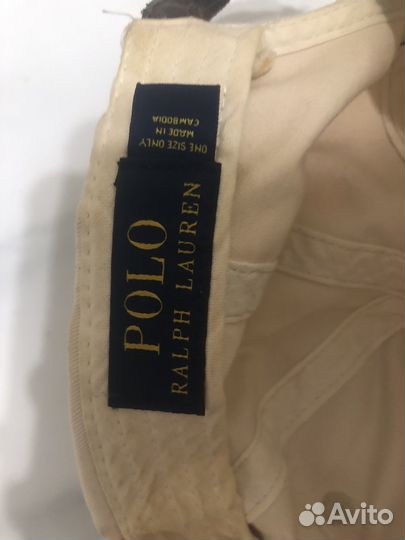 POLO
RALPH LAUREN
ONE SIZE ONLY
MADE IN
CAMBODIA
Avito